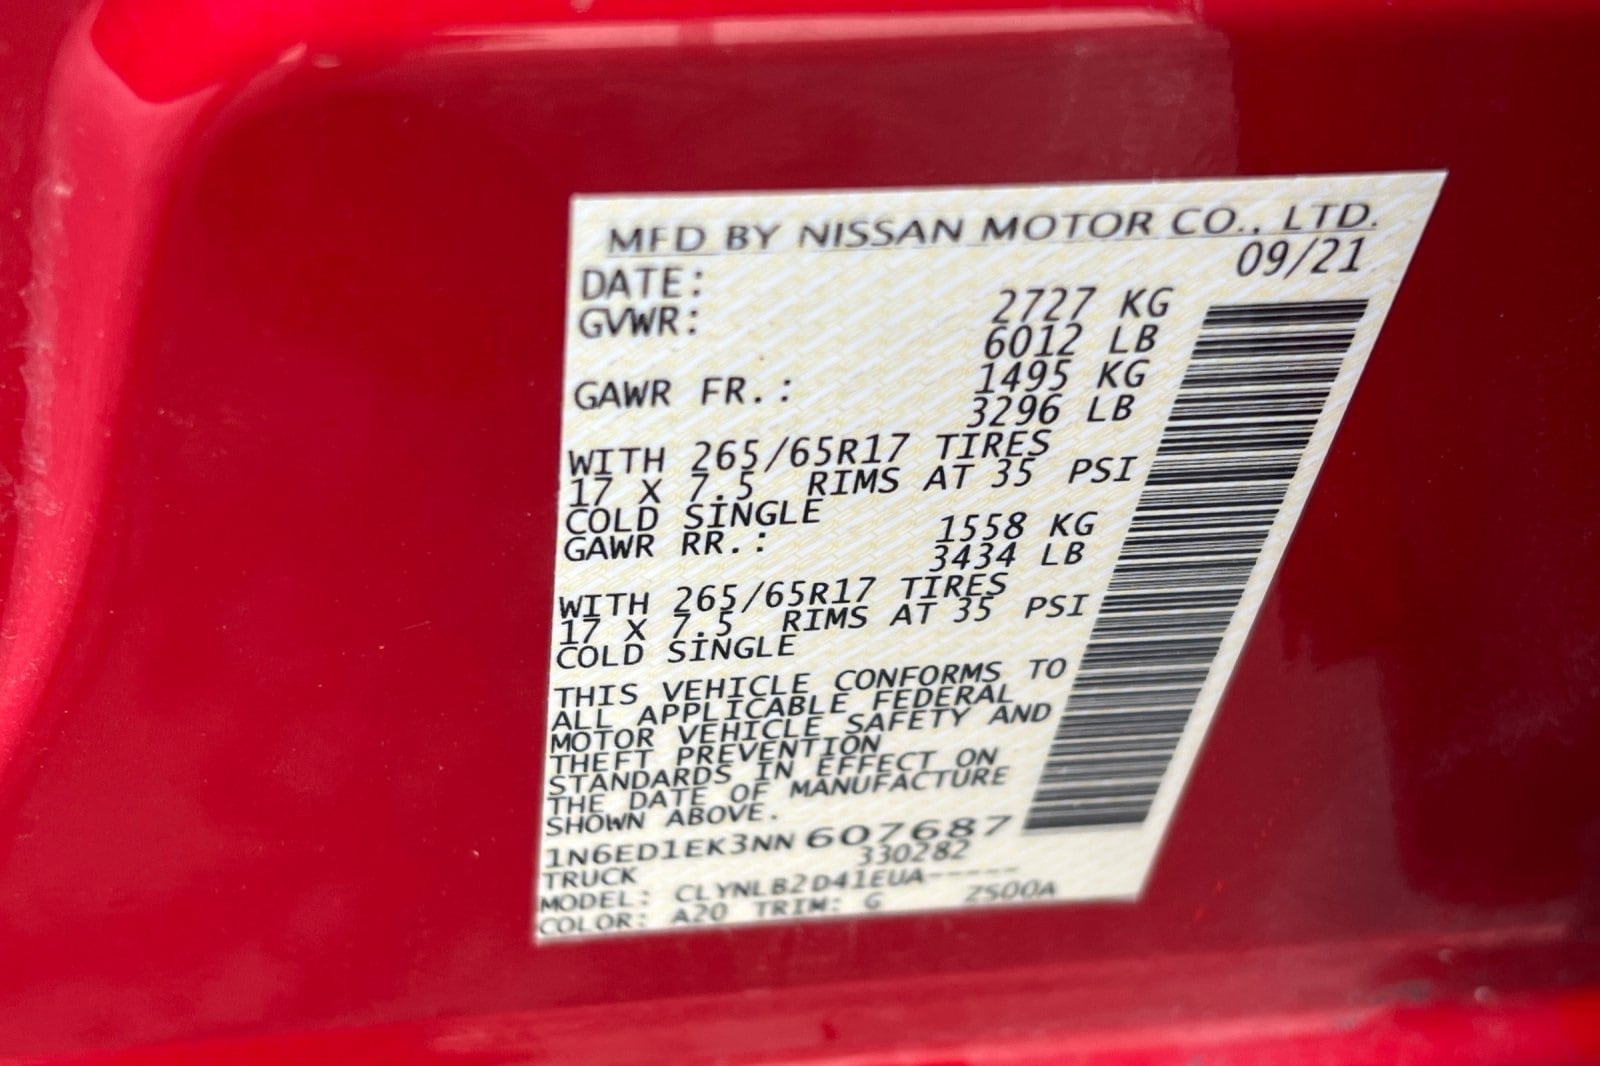 MFD BY NISSAN MOTOR CO., LTD.
DATE: 09/21
GVWR: 2727 KG
6012 LB
GAWR FR.: 1495 KG
3296 LB
WITH 265/65R17 TIRES
17 X 7.5 RIMS AT 35 PSI
COLD SINGLE
GAWR RR.: 1558 KG
3434 LB
WITH 265/65R17 TIRES
17 X 7.5 RIMS AT 35 PSI
COLD SINGLE
THIS VEHICLE CONFORMS TO
ALL APPLICABLE FEDERAL
MOTOR VEHICLE SAFETY AND
THEFT PREVENTION
STANDARDS IN EFFECT ON
THE DATE OF MANUFACTURE
SHOWN ABOVE.
1N6ED1EK3NN607687
TRUCK 330282
MODEL: CLYNLB2D41EUA-----
COLOR: A20 TRIM: G ZS00A